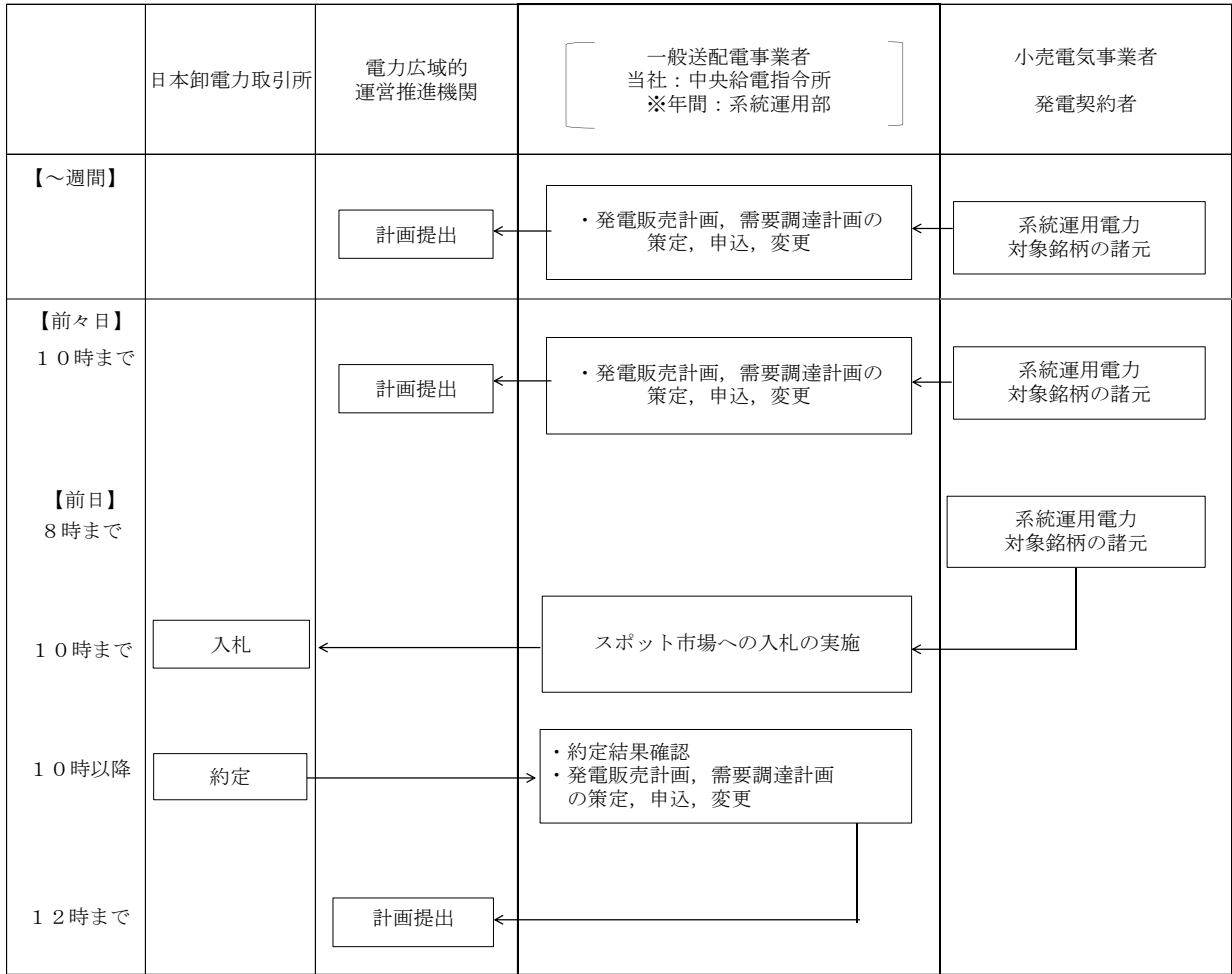 日本卸電力取引所
電力広域的
運営推進機関
一般送配電事業者
当社：中央給電指令所
※年間：系統運用部
小売電気事業者
発電契約者
【～週間】
計画提出
・発電販売計画，需要調達計画の
策定，申込，変更
系統運用電力
対象銘柄の諸元
【前々日】
１０時まで
計画提出
・発電販売計画，需要調達計画の
策定，申込，変更
系統運用電力
対象銘柄の諸元
【前日】
８時まで
系統運用電力
対象銘柄の諸元
１０時まで
入札
スポット市場への入札の実施
１０時以降
約定
・約定結果確認
・発電販売計画，需要調達計画
の策定，申込，変更
１２時まで
計画提出